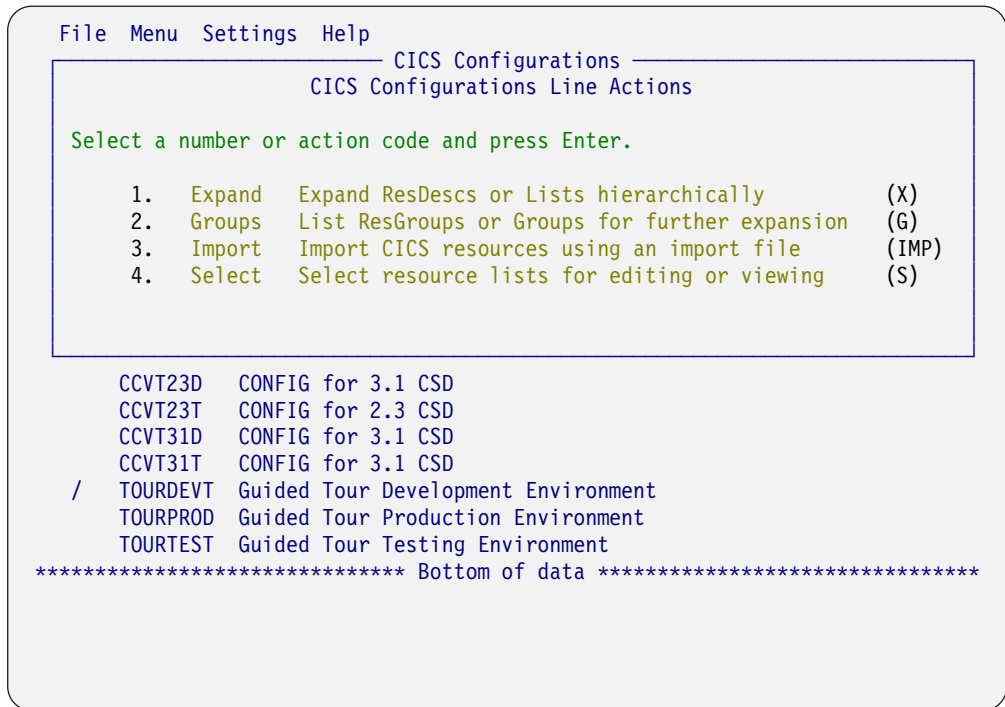 File Menu Settings Help
CICS Configurations
CICS Configurations Line Actions
Select a number or action code and press Enter.
1. Expand Expand ResDescs or Lists hierarchically (X)
2. Groups List ResGroups or Groups for further expansion (G)
3. Import Import CICS resources using an import file (IMP)
4. Select Select resource lists for editing or viewing (S)
CCVT23D CONFIG for 3.1 CSD
CCVT23T CONFIG for 2.3 CSD
CCVT31D CONFIG for 3.1 CSD
CCVT31T CONFIG for 3.1 CSD
/ TOURDEVT Guided Tour Development Environment
TOURPROD Guided Tour Production Environment
TOURTEST Guided Tour Testing Environment
******************************* Bottom of data ********************************